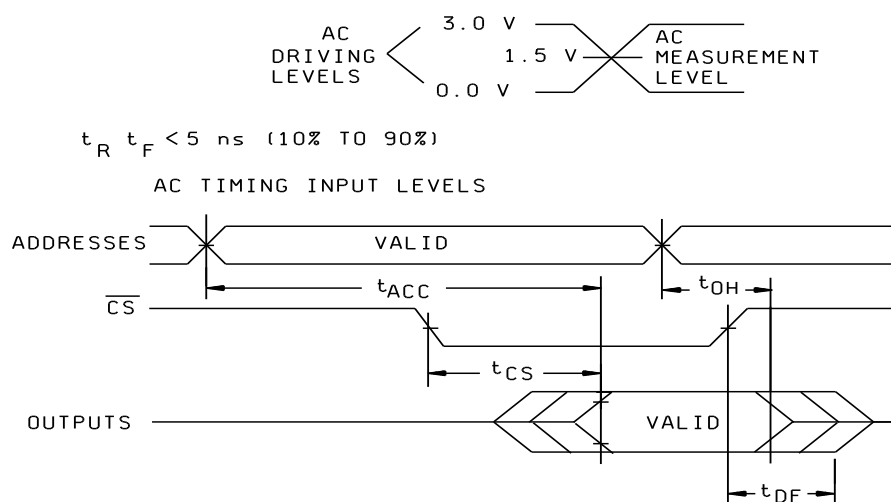 AC DRIVING LEVELS
3.0 V
1.5 V
0.0 V
AC MEASUREMENT LEVEL
tR tF < 5 ns (10% TO 90%)
AC TIMING INPUT LEVELS
ADDRESSES
VALID
tACC
tOH
CS
tCS
OUTPUTS
VALID
tDF